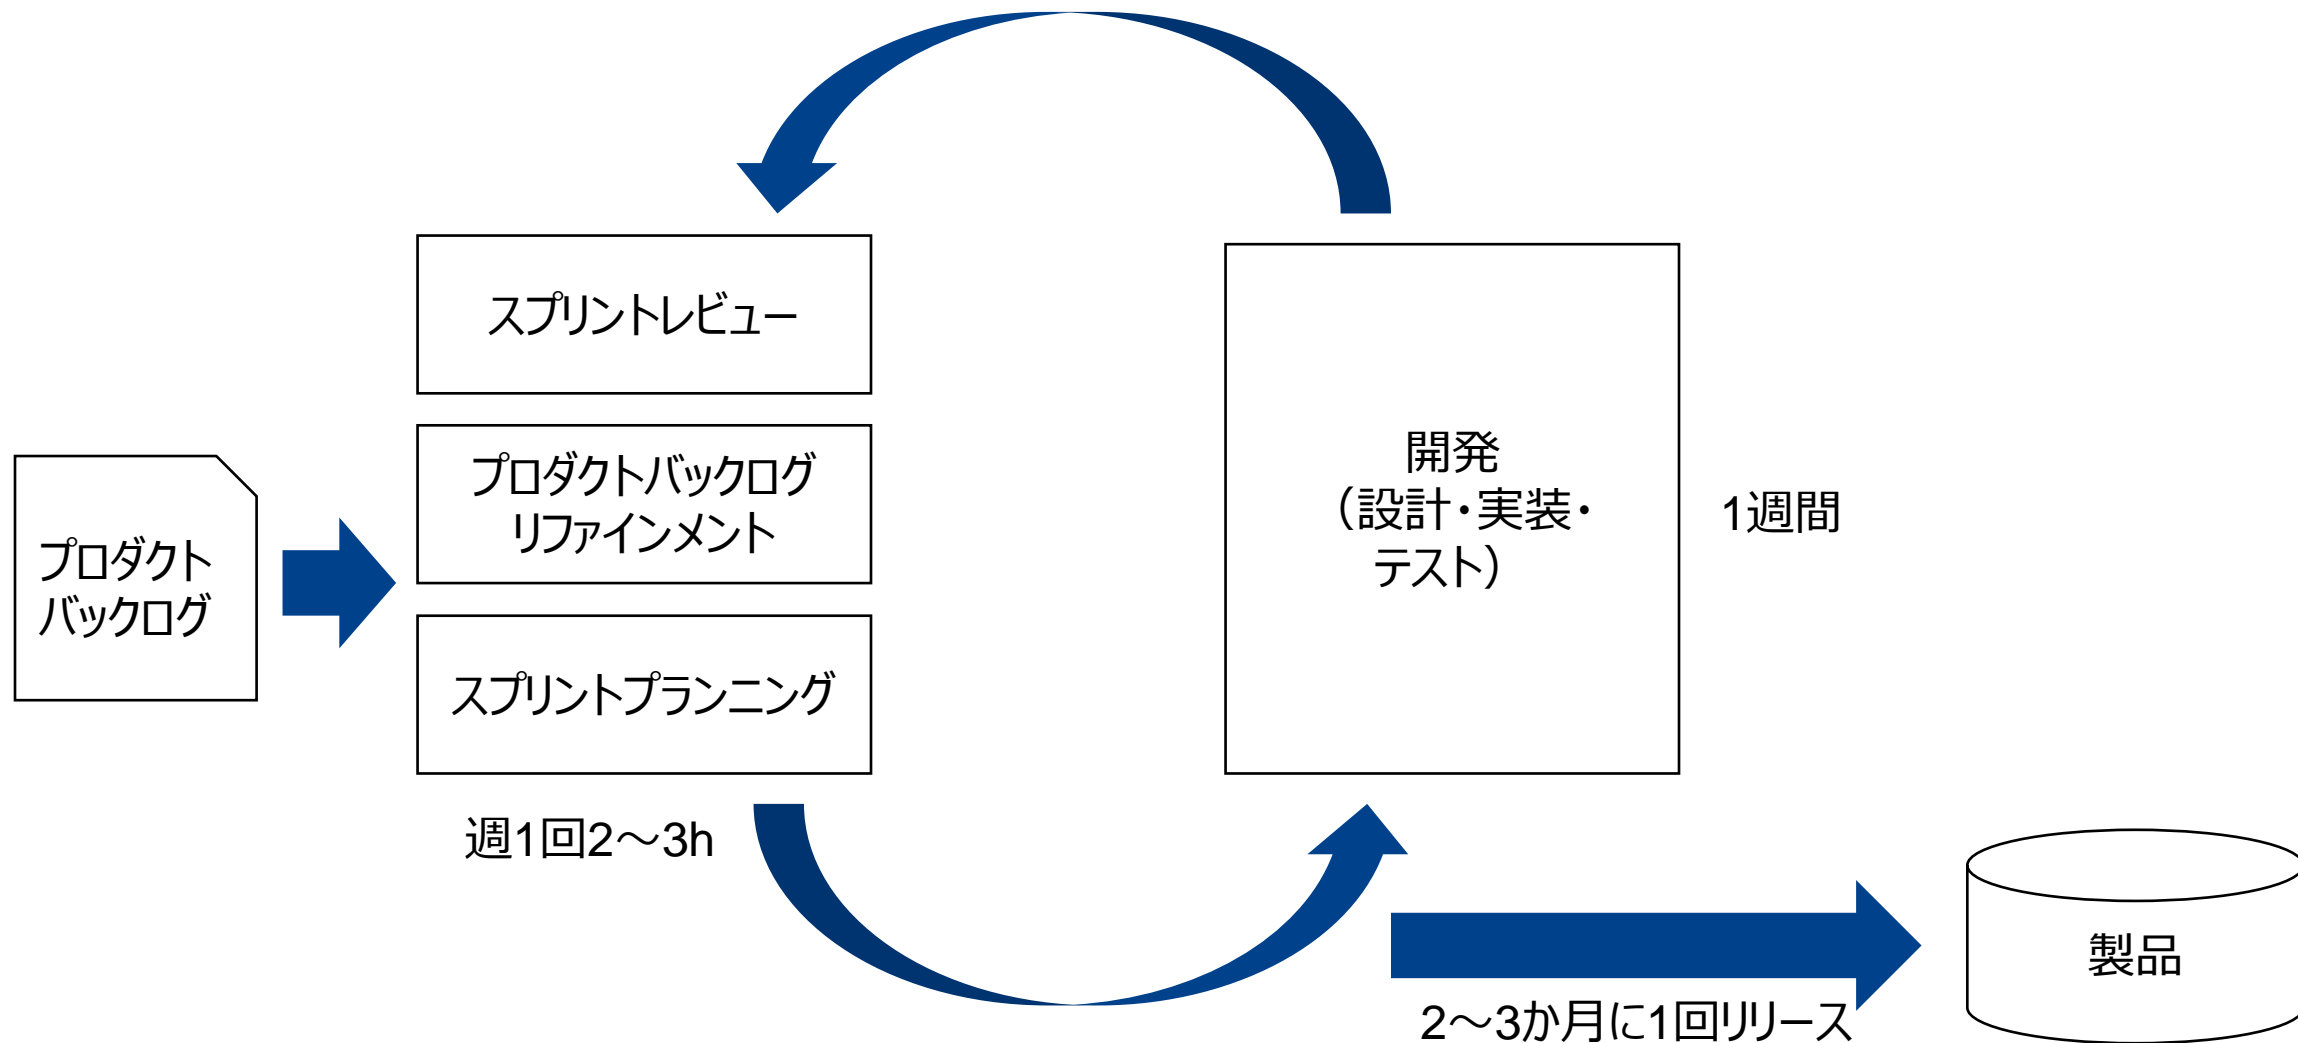 スプリントレビュー
プロダクトバックログ
リファインメント
プロダクト
バックログ
スプリントプランニング
週1回2～3h
開発
（設計・実装・
テスト）
1週間
製品
2～3か月に1回リリース